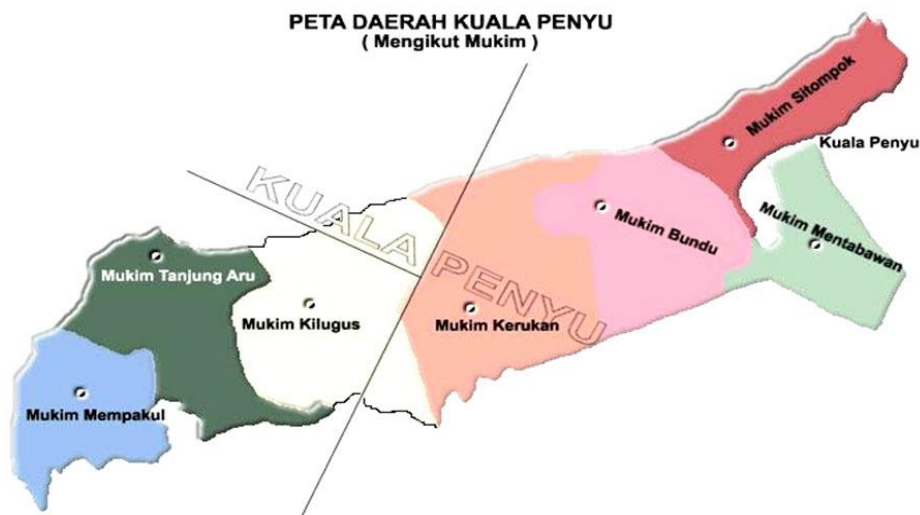 PETA DAERAH KUALA PENYU
( Mengikut Mukim )
Mukim Sitompok
Kuala Penyu
KUALA PENYU
Mukim Mentabawan
Mukim Bundu
Mukim Tanjung Aru
Mukim Kilugus
Mukim Kerukan
Mukim Mempakul